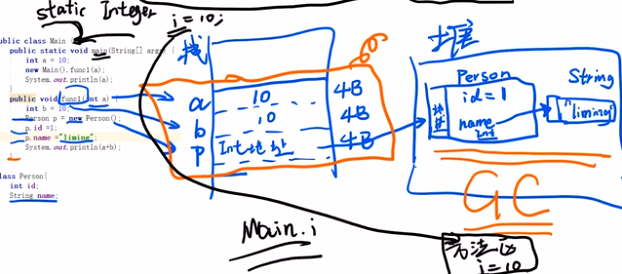 static Integer i=10;
public class Main {
public static void main(String[] args) {
int a = 10;
new Main().func1(a);
System.out.println(a);
}
public void func1(int a) {
int b = 10;
Person p = new Person();
p.id =1;
p.name ="liming";
System.out.println(a+b);
}
class Person{
int id;
String name;
栈
a 10 4B
b 10 4B
p Int地址 4B
堆
Person
id=1
name
Int
String
"liming"
GC
Main.i
方法区
i=10